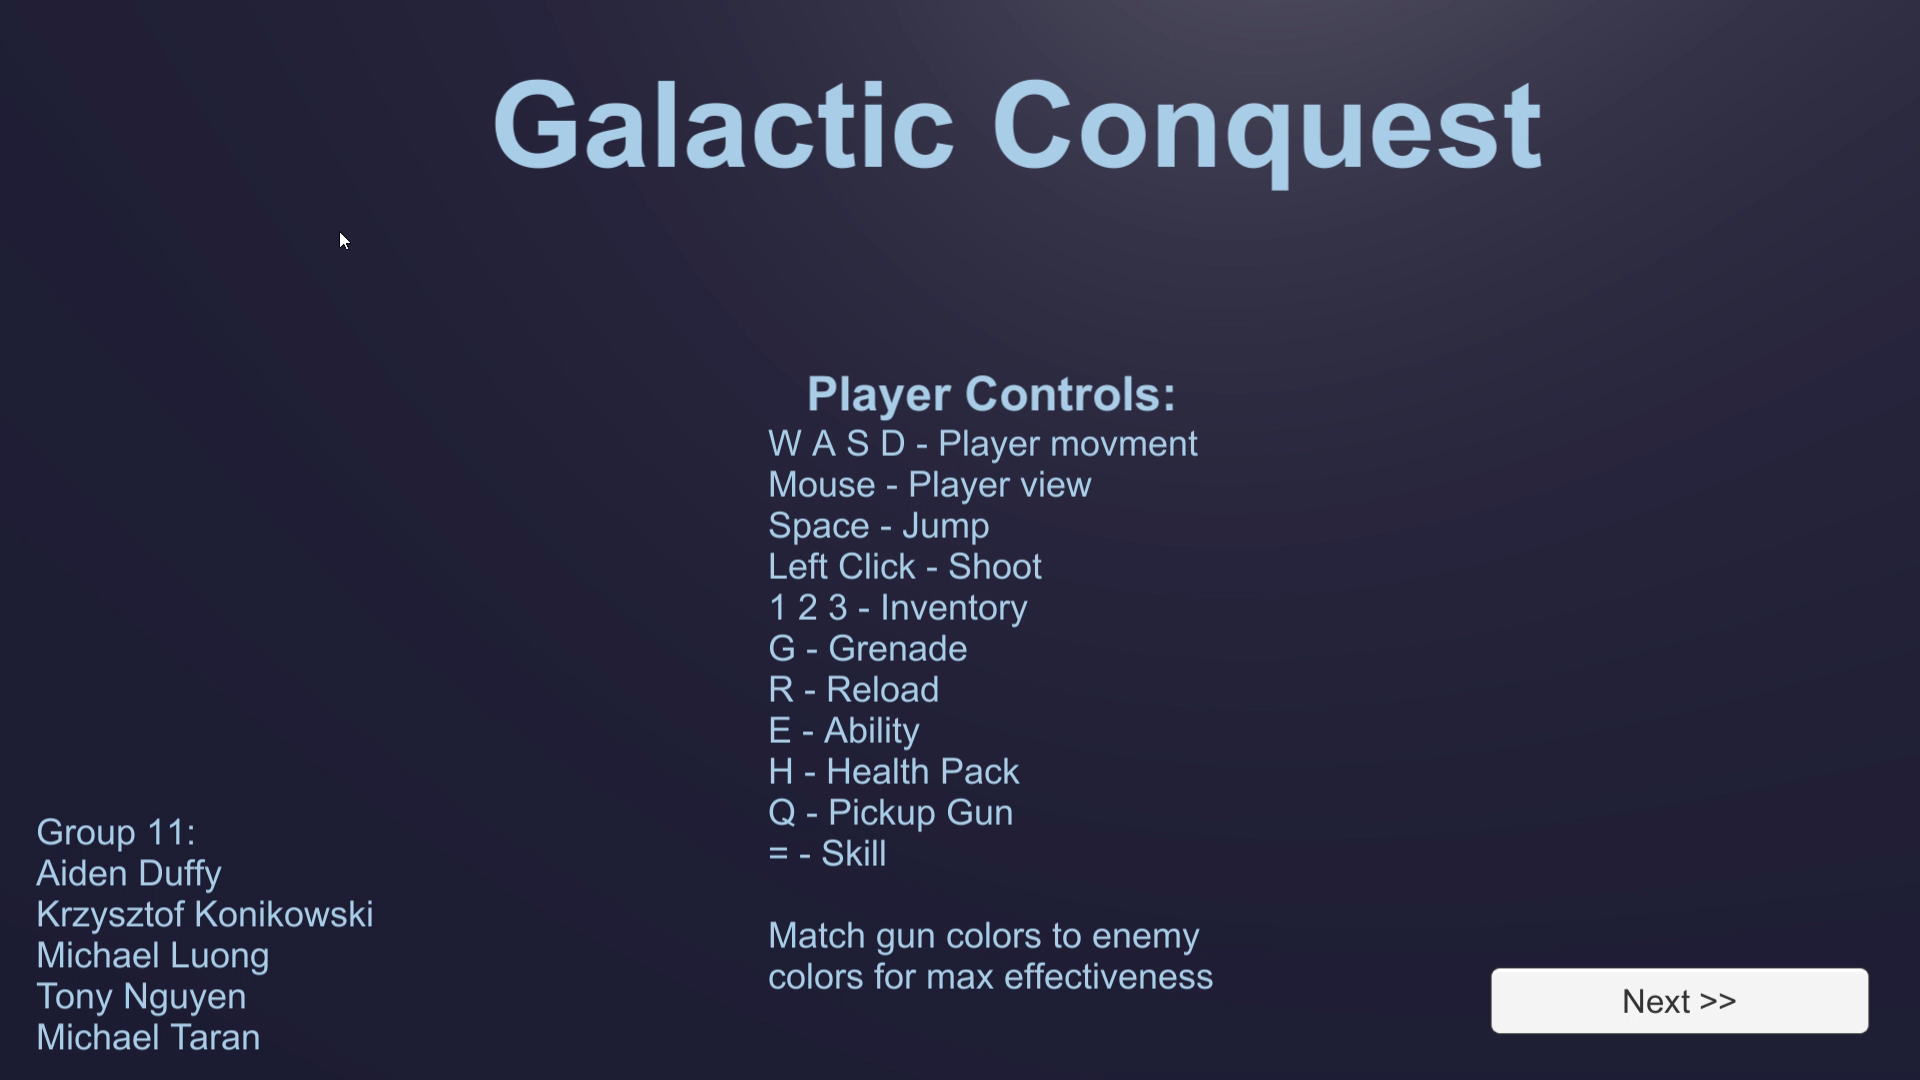 Galactic Conquest
Player Controls:
W A S D - Player movment
Mouse - Player view
Space - Jump
Left Click - Shoot
1 2 3 - Inventory
G - Grenade
R - Reload
E - Ability
H - Health Pack
Q - Pickup Gun
= - Skill
Match gun colors to enemy
colors for max effectiveness
Group 11:
Aiden Duffy
Krzysztof Konikowski
Michael Luong
Tony Nguyen
Michael Taran
Next >>